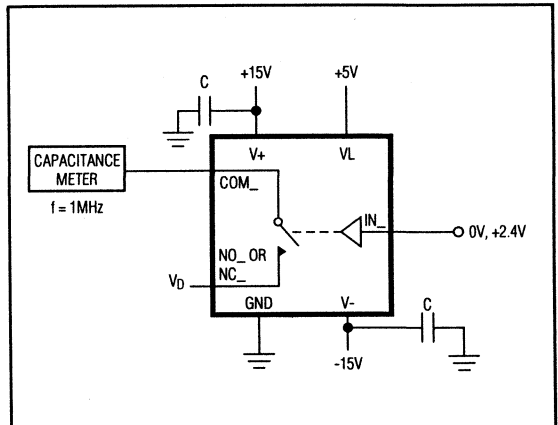 C
+15V
+5V
V+
VL
CAPACITANCE
METER
COM_
f = 1MHz
IN_
0V, +2.4V
NO_ OR
NC_
VD
GND
V-
C
-15V